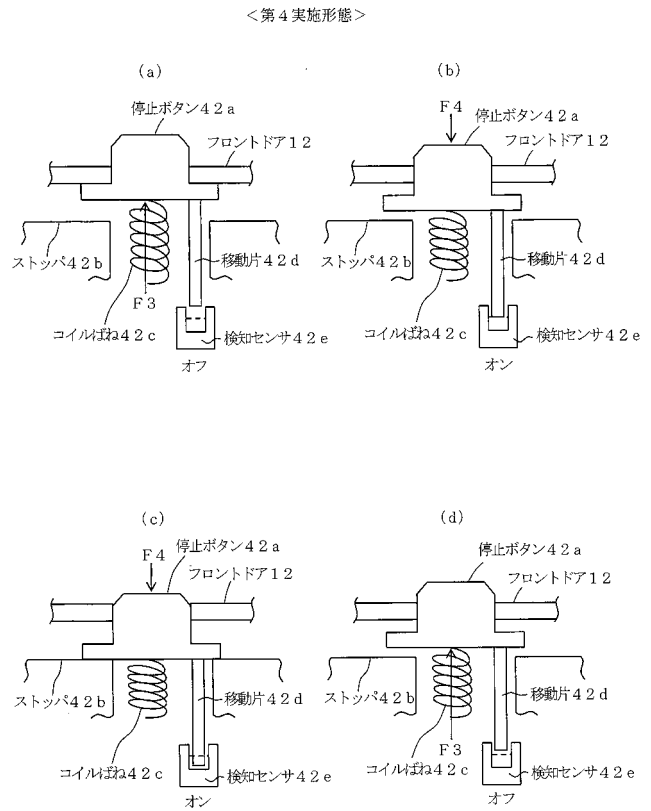 ＜第４実施形態＞
(a)
停止ボタン４２a
フロントドア１２
ストッパ４２b
移動片４２d
F３
コイルばね４２c
検知センサ４２e
オフ
(b)
F４
停止ボタン４２a
フロントドア１２
ストッパ４２b
移動片４２d
コイルばね４２c
検知センサ４２e
オン
(c)
F４
停止ボタン４２a
フロントドア１２
ストッパ４２b
移動片４２d
コイルばね４２c
検知センサ４２e
オン
(d)
停止ボタン４２a
フロントドア１２
ストッパ４２b
移動片４２d
F３
コイルばね４２c
検知センサ４２e
オフ